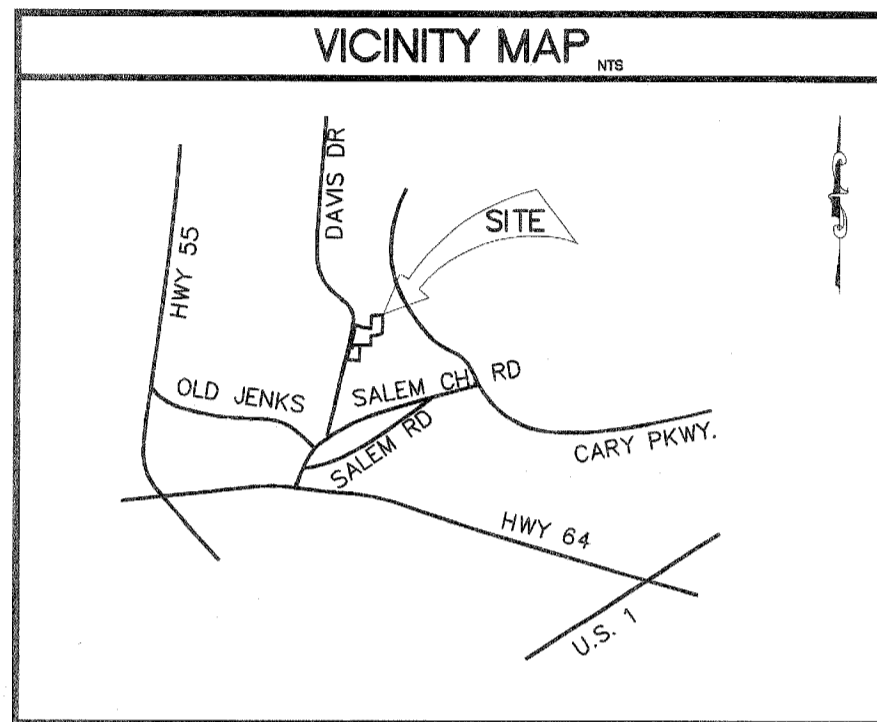 VICINITY MAP NTS
DAVIS DR
SITE
HWY 55
OLD JENKS
SALEM CH. RD
SALEM RD
CARY PKWY.
HWY 64
U.S. 1